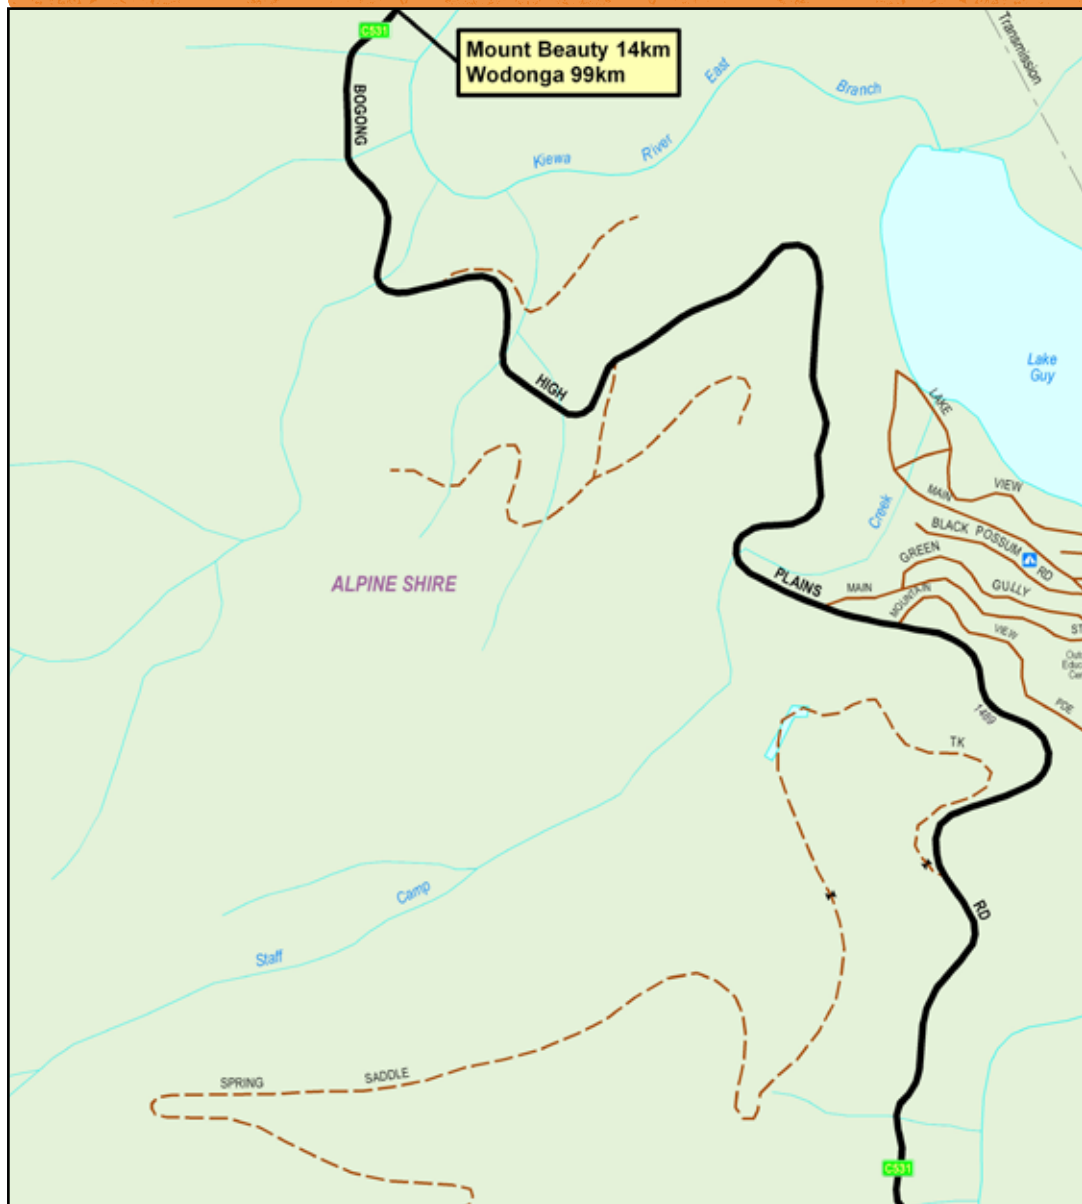 C531
Mount Beauty 14km
Wodonga 99km
Transmission
BOGONG
East
Branch
River
Kiewa
Lake
Guy
HIGH
LAKE
VIEW
MAIN
Creek
BLACK POSSUM
RD
GREEN
GULLY
ALPINE SHIRE
PLAINS
MAIN
MOUNTAIN
VIEW
ST
PDE
1489
TK
Camp
RD
Staff
SPRING
SADDLE
C531